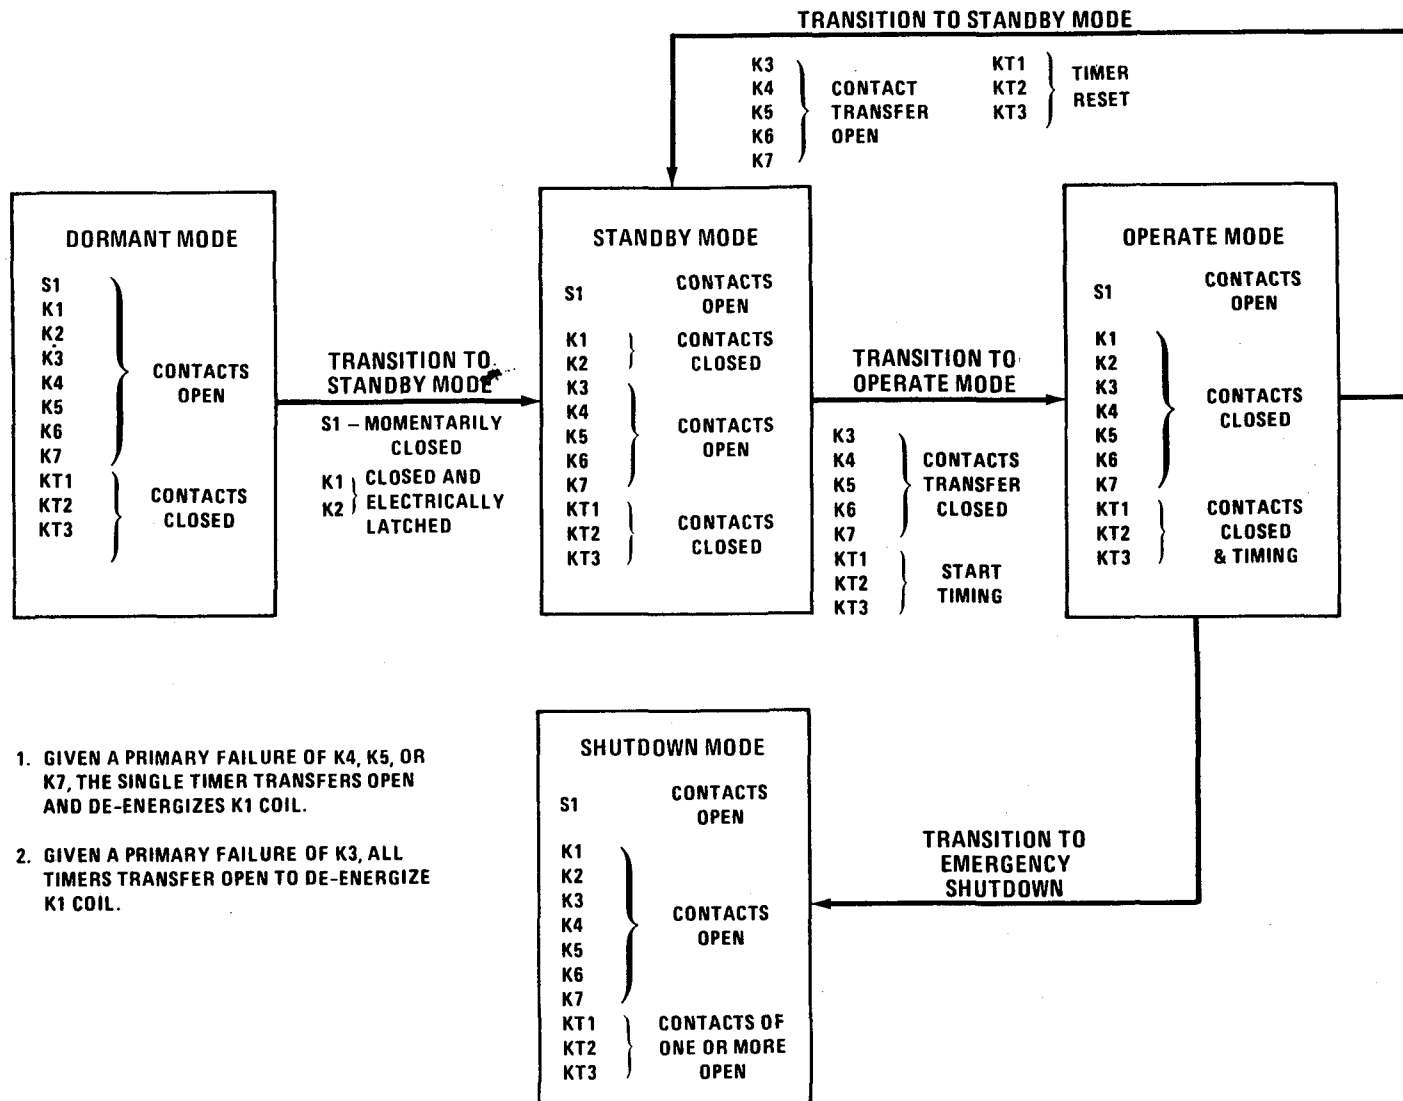 TRANSITION TO STANDBY MODE
K3
K4
K5
K6
K7
CONTACT
TRANSFER
OPEN
KT1
KT2
KT3
TIMER
RESET
DORMANT MODE
S1
K1
K2
K3
K4
K5
K6
K7
CONTACTS
OPEN
KT1
KT2
KT3
CONTACTS
CLOSED
TRANSITION TO
STANDBY MODE
S1 – MOMENTARILY
CLOSED
K1
K2
CLOSED AND
ELECTRICALLY
LATCHED
STANDBY MODE
S1
CONTACTS
OPEN
K1
K2
CONTACTS
CLOSED
K3
K4
K5
K6
K7
CONTACTS
OPEN
KT1
KT2
KT3
CONTACTS
CLOSED
TRANSITION TO
OPERATE MODE
K3
K4
K5
K6
K7
CONTACTS
TRANSFER
CLOSED
KT1
KT2
KT3
START
TIMING
OPERATE MODE
S1
CONTACTS
OPEN
K1
K2
K3
K4
K5
K6
K7
CONTACTS
CLOSED
KT1
KT2
KT3
CONTACTS
CLOSED
& TIMING
1. GIVEN A PRIMARY FAILURE OF K4, K5, OR
K7, THE SINGLE TIMER TRANSFERS OPEN
AND DE-ENERGIZES K1 COIL.
2. GIVEN A PRIMARY FAILURE OF K3, ALL
TIMERS TRANSFER OPEN TO DE-ENERGIZE
K1 COIL.
SHUTDOWN MODE
S1
CONTACTS
OPEN
K1
K2
K3
K4
K5
K6
K7
CONTACTS
OPEN
KT1
KT2
KT3
CONTACTS OF
ONE OR MORE
OPEN
TRANSITION TO
EMERGENCY
SHUTDOWN